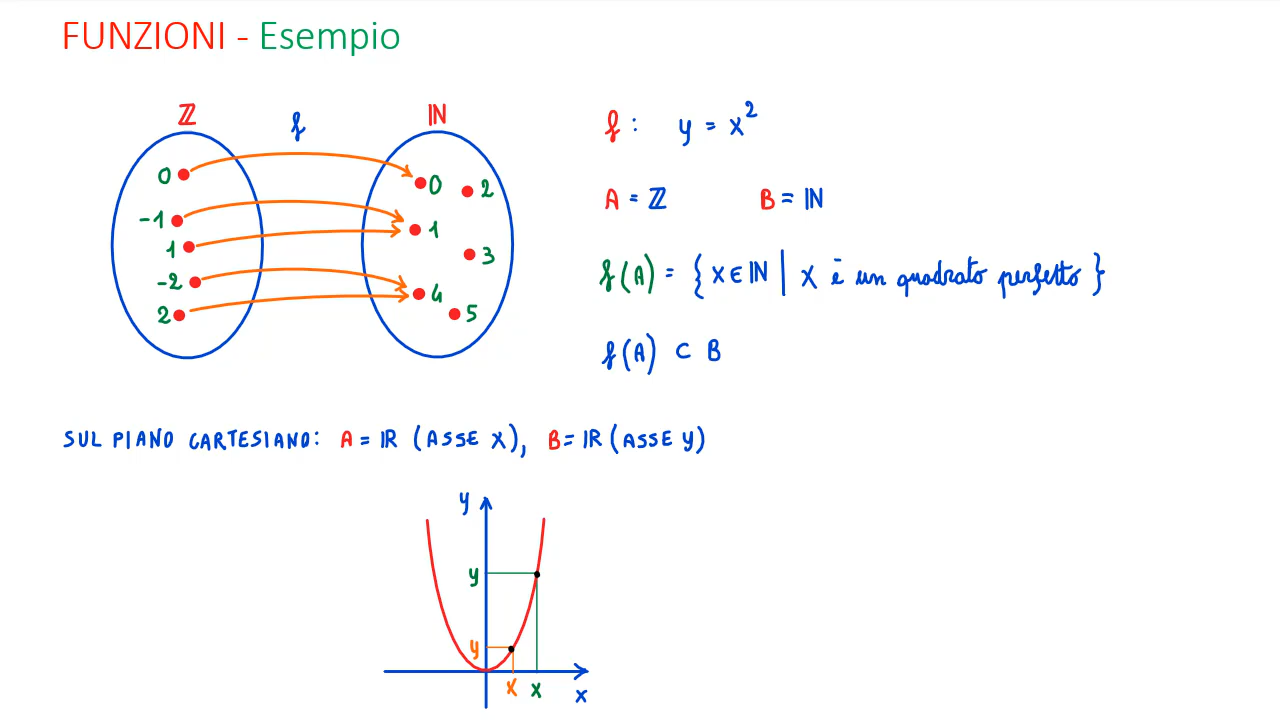 FUNZIONI - Esempio
ℤ f ℕ
0 0 2
-1 1
1 3
-2 4
2 5
f: y = x²
A = ℤ B = ℕ
f(A) = { x ∈ ℕ | x è un quadrato perfetto }
f(A) ⊂ B
SUL PIANO CARTESIANO: A = ℝ (ASSE X), B = ℝ (ASSE Y)
y
y
y
x x x